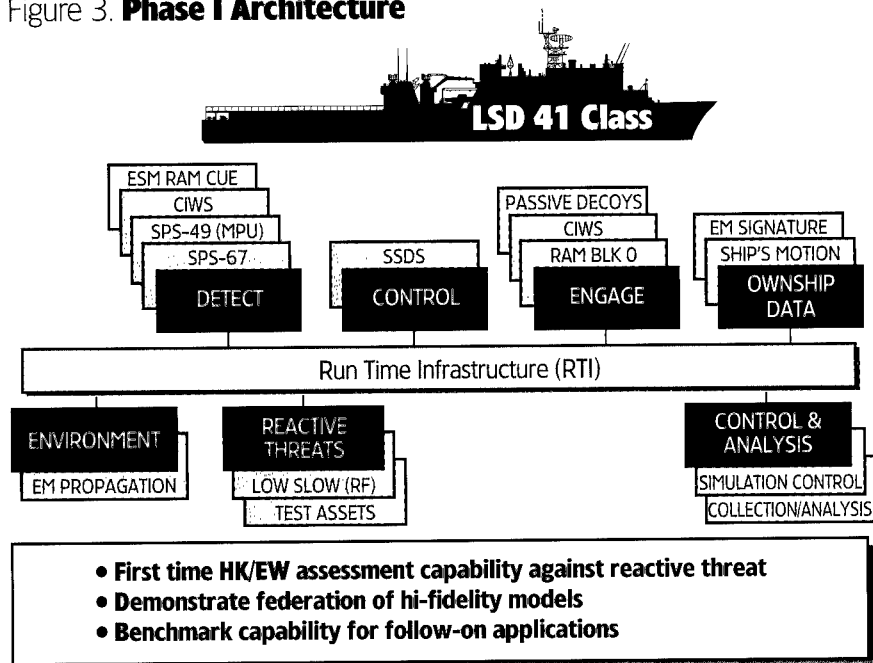 Figure 3. Phase I Architecture
LSD 41 Class
ESM RAM CUE
CIWS
SPS-49 (MPU)
SPS-67
DETECT
SSDS
CONTROL
PASSIVE DECOYS
CIWS
RAM BLK 0
ENGAGE
EM SIGNATURE
SHIP'S MOTION
OWNSHIP
DATA
Run Time Infrastructure (RTI)
ENVIRONMENT
EM PROPAGATION
REACTIVE
THREATS
LOW SLOW (RF)
TEST ASSETS
CONTROL &
ANALYSIS
SIMULATION CONTROL
COLLECTION/ANALYSIS
• First time HK/EW assessment capability against reactive threat
• Demonstrate federation of hi-fidelity models
• Benchmark capability for follow-on applications